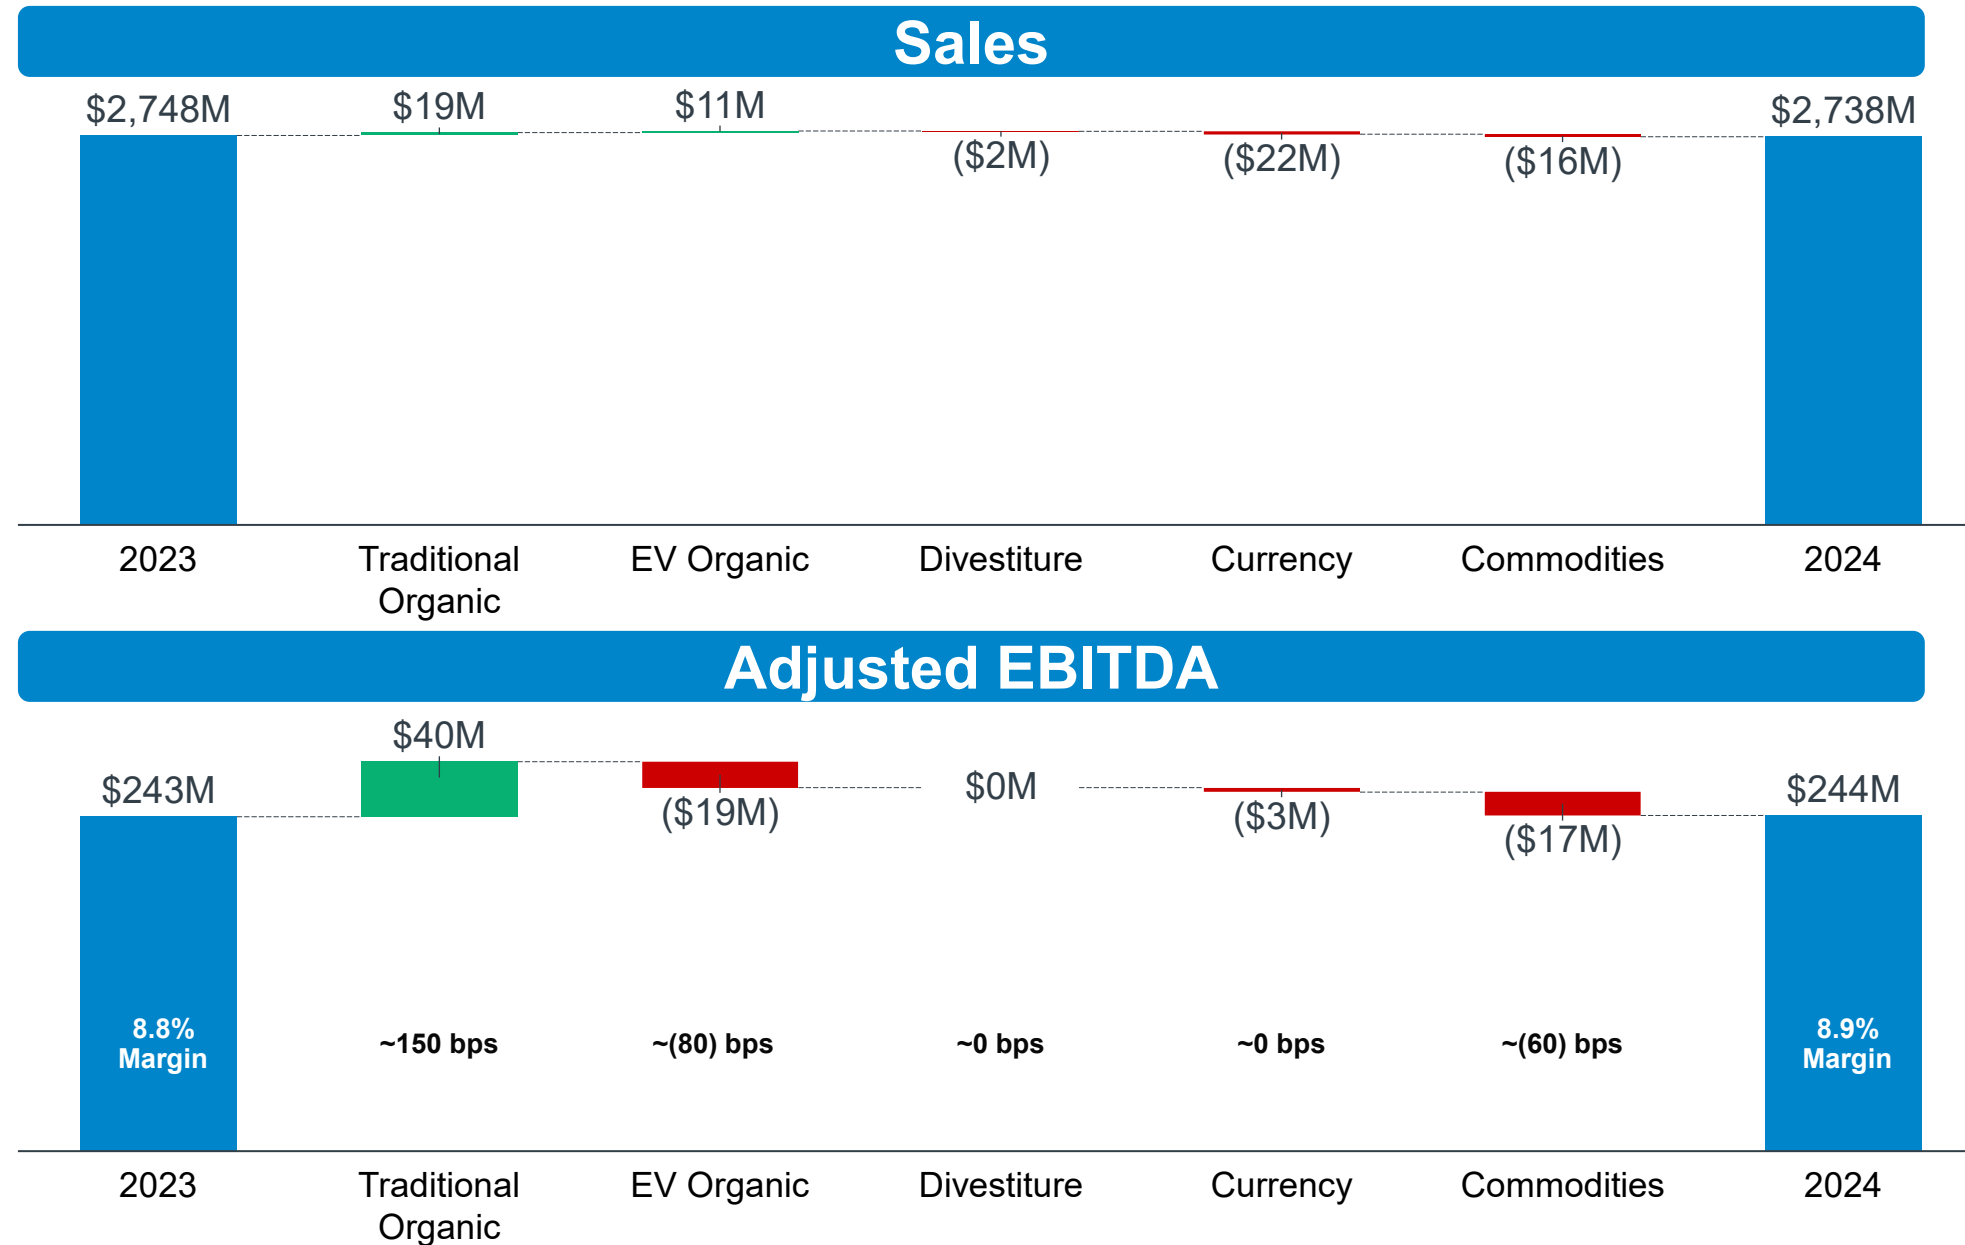 Sales
$2,748M
$19M
$11M
($2M)
($22M)
($16M)
$2,738M
2023
Traditional
Organic
EV Organic
Divestiture
Currency
Commodities
2024
Adjusted EBITDA
$243M
$40M
($19M)
$0M
($3M)
($17M)
$244M
8.8%
Margin
~150 bps
~(80) bps
~0 bps
~0 bps
~(60) bps
8.9%
Margin
2023
Traditional
Organic
EV Organic
Divestiture
Currency
Commodities
2024